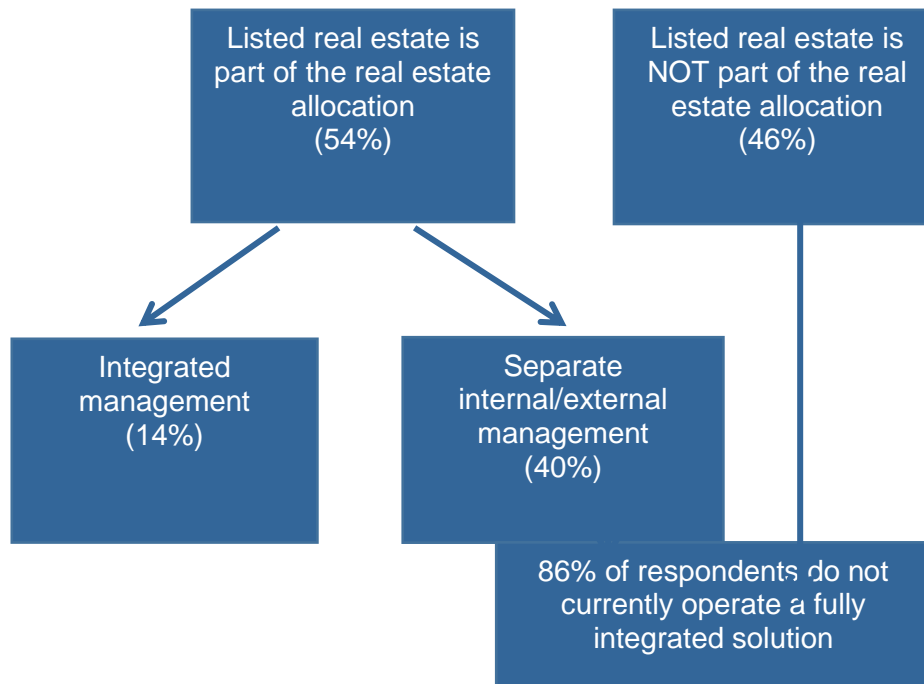 Listed real estate is
part of the real estate
allocation
(54%)
Listed real estate is
NOT part of the real
estate allocation
(46%)
Integrated
management
(14%)
Separate
internal/external
management
(40%)
86% of respondents do not
currently operate a fully
integrated solution